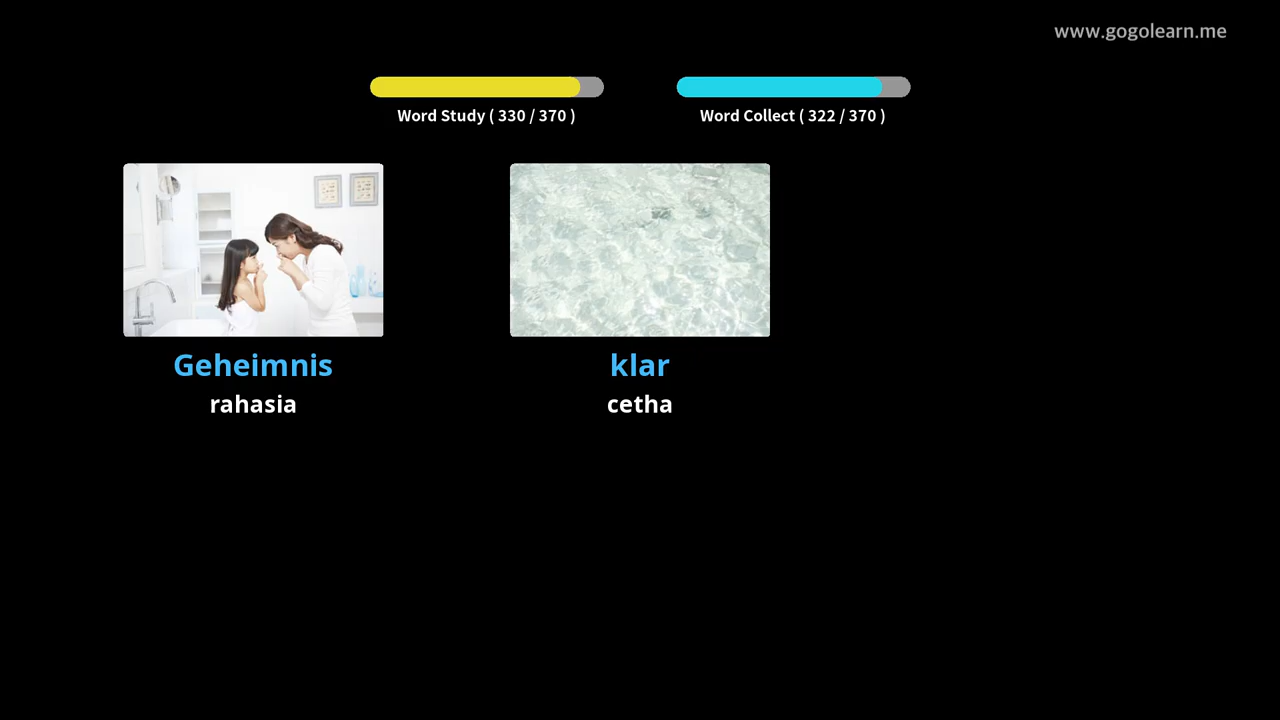 www.gogolearn.me
Word Study ( 330 / 370 )
Word Collect ( 322 / 370 )
Geheimnis
rahasia
klar
cetha